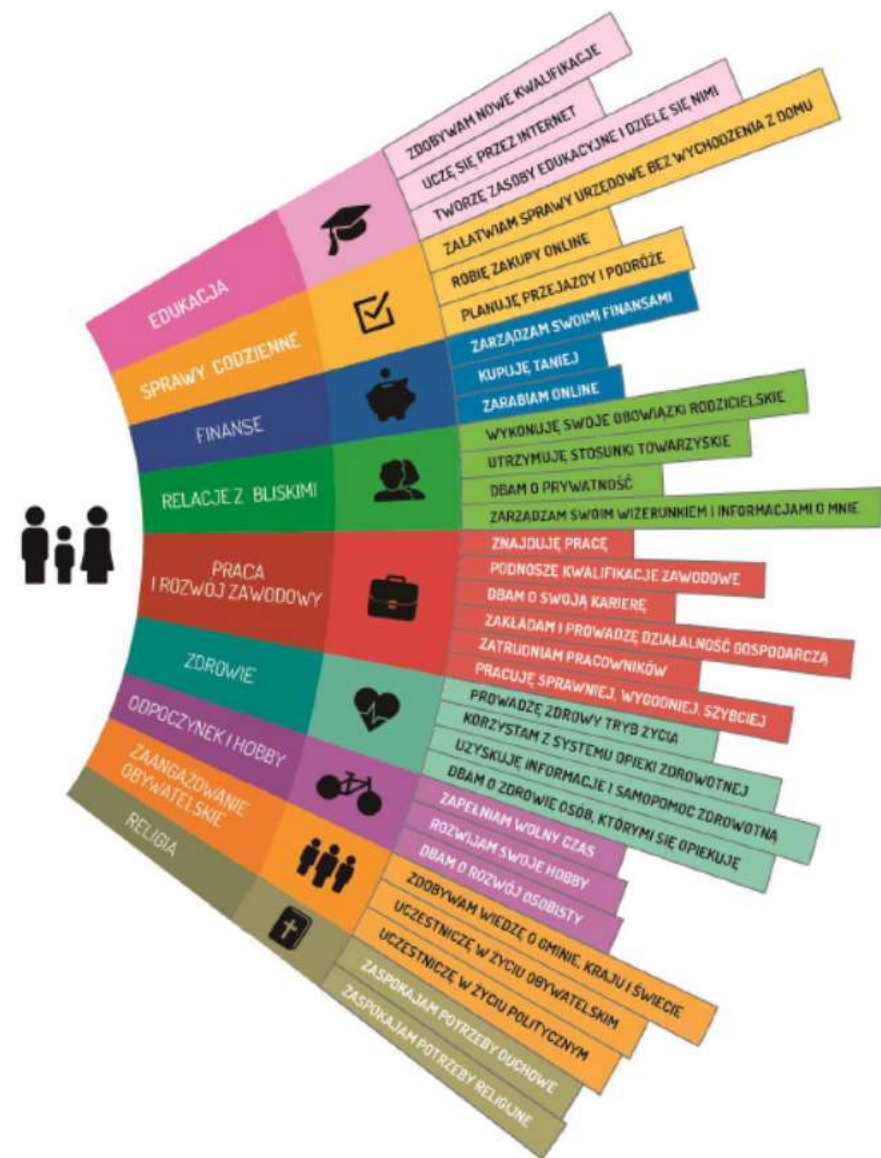 EDUKACJA
ZDOBYWAM NOWE KWALIFIKACJE
UCZĘ SIĘ PRZEZ INTERNET
TWORZĘ ZASOBY EDUKACYJNE I DZIELĘ SIĘ NIMI
SPRAWY CODZIENNE
ZAŁATWIAM SPRAWY URZĘDOWE BEZ WYCHODZENIA Z DOMU
ROBIĘ ZAKUPY ONLINE
PLANUJĘ PRZEJAZDY I PODRÓŻE
FINANSE
ZARZĄDZAM SWOIMI FINANSAMI
KUPUJĘ TANIEJ
ZARABIAM ONLINE
RELACJE Z BLISKIMI
WYKONUJĘ SWOJE OBOWIĄZKI RODZICIELSKIE
UTRZYMUJĘ STOSUNKI TOWARZYSKIE
DBAM O PRYWATNOŚĆ
ZARZĄDZAM SWOIM WIZERUNKIEM I INFORMACJAMI O MNIE
PRACA
I ROZWÓJ ZAWODOWY
ZNAJDUJĘ PRACĘ
PODNOSZĘ KWALIFIKACJE ZAWODOWE
DBAM O SWOJĄ KARIERĘ
ZAKŁADAM I PROWADZĘ DZIAŁALNOŚĆ GOSPODARCZĄ
ZATRUDNIAM PRACOWNIKÓW
PRACUJĘ SPRAWNIEJ, WYGODNIEJ, SZYBCIEJ
ZDROWIE
PROWADZĘ ZDROWY TRYB ŻYCIA
KORZYSTAM Z SYSTEMU OPIEKI ZDROWOTNEJ
UZYSKUJĘ INFORMACJE I SAMOPOMOC ZDROWOTNĄ
DBAM O ZDROWIE OSÓB, KTÓRYMI SIĘ OPIEKUJĘ
ODPOCZYNEK I HOBBY
ZAPEŁNIAM WOLNY CZAS
ROZWIJAM SWOJE HOBBY
DBAM O ROZWÓJ OSOBISTY
ZAANGAZOWANIE
OBYWATELSKIE
ZDOBYWAM WIEDZĘ O GMINIE, KRAJU I ŚWIECIE
UCZESTNICZĘ W ŻYCIU OBYWATELSKIM
UCZESTNICZĘ W ŻYCIU POLITYCZNYM
RELIGIA
ZASPOKAJAM POTRZEBY DUCHOWE
ZASPOKAJAM POTRZEBY RELIGIJNE